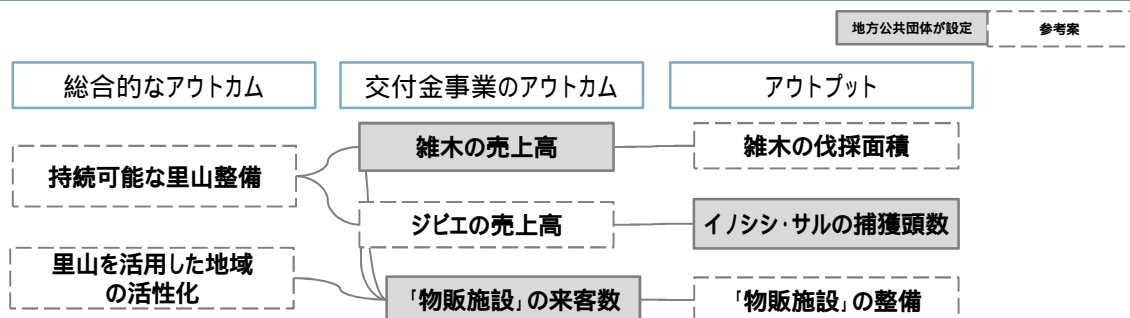 地方公共団体が設定
参考案
総合的なアウトカム
交付金事業のアウトカム
アウトプット
雑木の売上高
雑木の伐採面積
持続可能な里山整備
ジビエの売上高
イノシシ・サルの捕獲頭数
里山を活用した地域
の活性化
「物販施設」の来客数
「物販施設」の整備